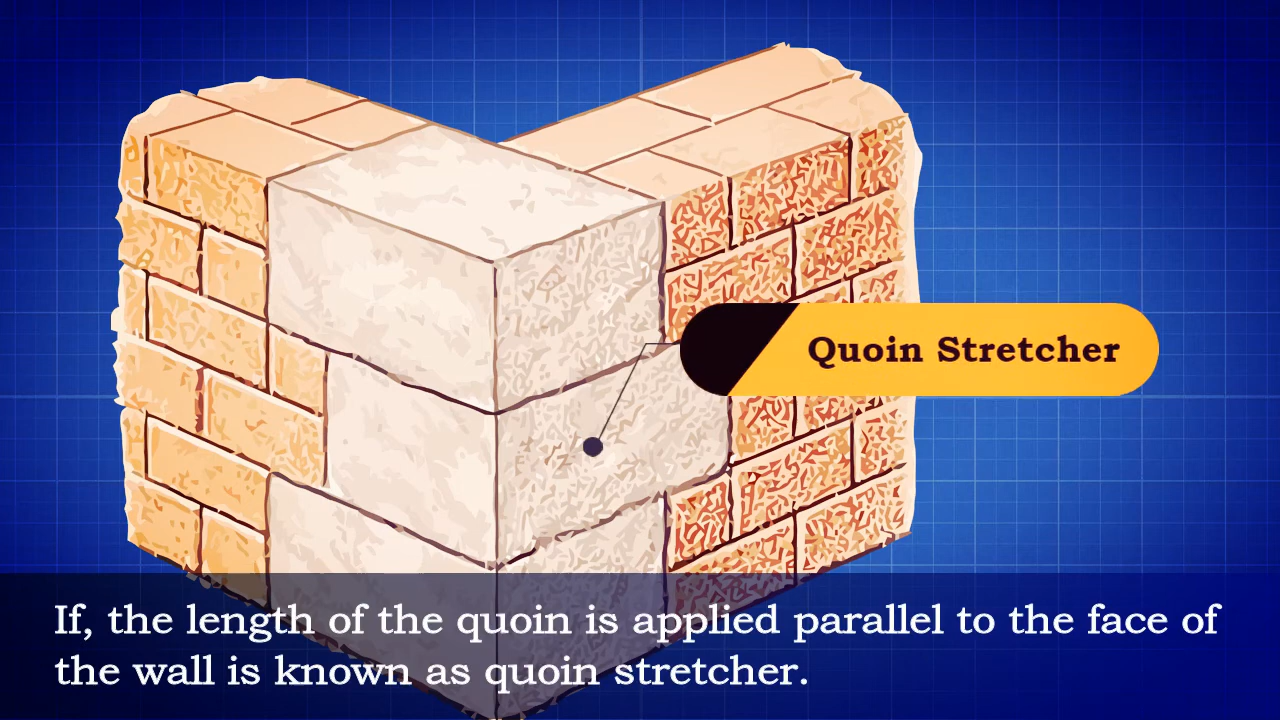 Quoin Stretcher
If, the length of the quoin is applied parallel to the face of
the wall is known as quoin stretcher.